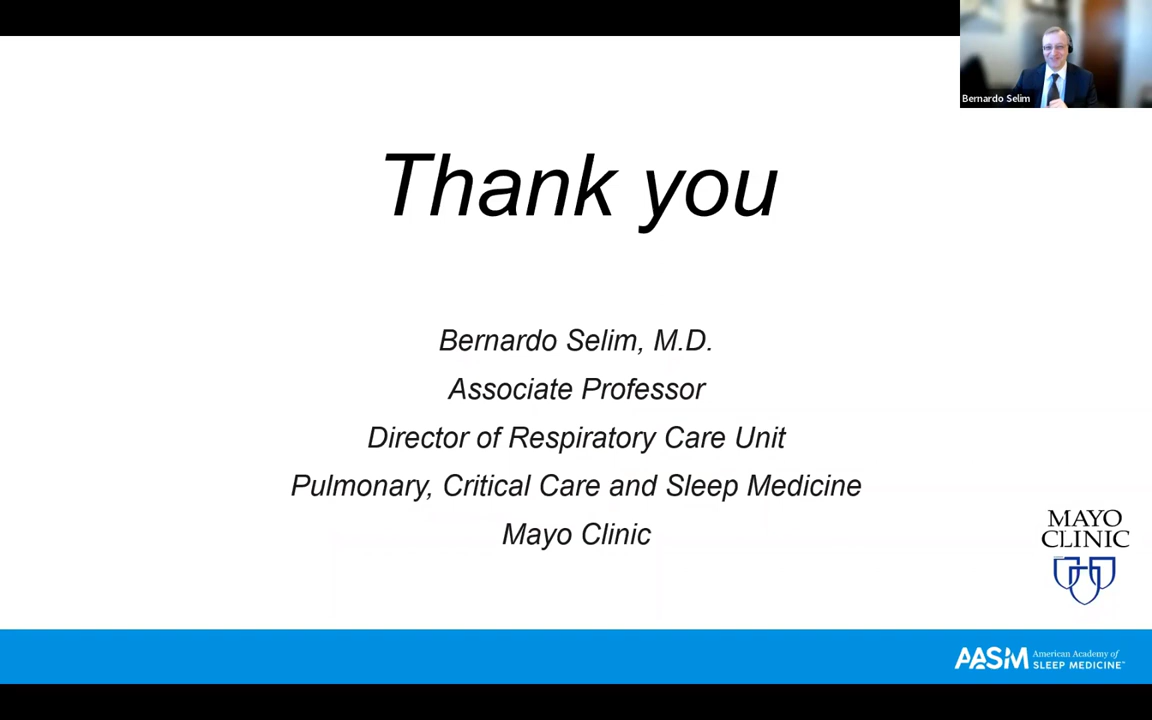 Bernardo Selim
Thank you
Bernardo Selim, M.D.
Associate Professor
Director of Respiratory Care Unit
Pulmonary, Critical Care and Sleep Medicine
Mayo Clinic
MAYO
CLINIC
AASM American Academy of
SLEEP MEDICINE™